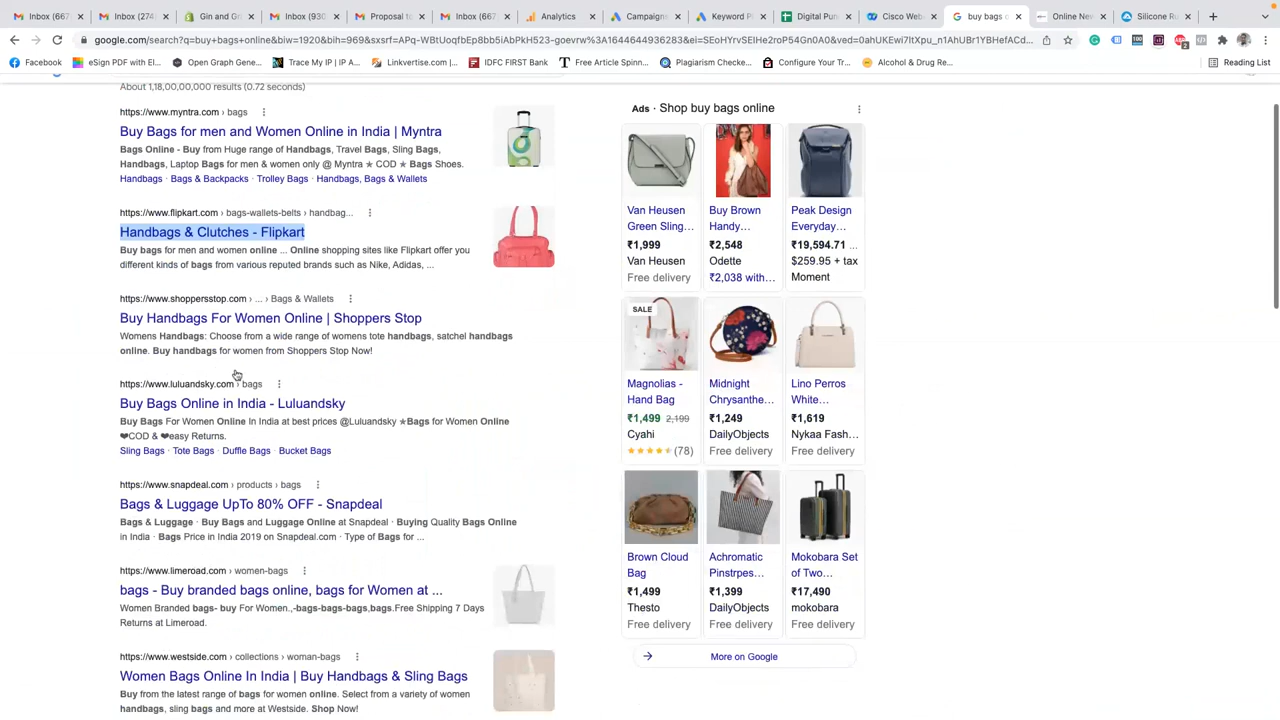 Inbox (667
Inbox (274
Gin and Gr
Inbox (930
Proposal to
Inbox (667
Analytics
Campaigns
Keyword P
Digital Pun
Cisco Web
buy bags o
Online New
Silicone Ru
google.com/search?q=buy+bags+online&biw=1920&bih=969&sxsrf=APq-WBtUoqfbEp8bb5iAbPkH523-goevrw%3A1644644936283&ei=SEoHYrvSEIHe2roP54Gn0A0&ved=0ahUKEwi7ltXpu_n1AhUBr1YBHefACd...
Facebook
eSign PDF with El...
Open Graph Gene...
Trace My IP | IP A...
Linkvertise.com |...
IDFC FIRST Bank
Free Article Spinn...
Plagiarism Checke...
Configure Your Tr...
Alcohol & Drug Re...
Reading List
About 1,18,00,00,000 results (0.72 seconds)
https://www.myntra.com › bags
Buy Bags for men and Women Online in India | Myntra
Bags Online - Buy from Huge range of Handbags, Travel Bags, Sling Bags,
Handbags, Laptop Bags for men & women only @ Myntra ★ COD ★ Bags Shoes.
Handbags · Bags & Backpacks · Trolley Bags · Handbags, Bags & Wallets
https://www.flipkart.com › bags-wallets-belts › handbag...
Handbags & Clutches - Flipkart
Buy bags for men and women online ... Online shopping sites like Flipkart offer you
different kinds of bags from various reputed brands such as Nike, Adidas, ...
https://www.shoppersstop.com › ... › Bags & Wallets
Buy Handbags For Women Online | Shoppers Stop
Womens Handbags: Choose from a wide range of womens tote handbags, satchel handbags
online. Buy handbags for women from Shoppers Stop Now!
https://www.luluandsky.com › bags
Buy Bags Online in India - Luluandsky
Buy Bags For Women Online In India at best prices @Luluandsky ★Bags for Women Online
❤COD & ❤easy Returns.
Sling Bags · Tote Bags · Duffle Bags · Bucket Bags
https://www.snapdeal.com › products › bags
Bags & Luggage UpTo 80% OFF - Snapdeal
Bags & Luggage · Buy Bags and Luggage Online at Snapdeal · Buying Quality Bags Online
in India · Bags Price in India 2019 on Snapdeal.com · Type of Bags for ...
https://www.limeroad.com › women-bags
bags - Buy branded bags online, bags for Women at ...
Women Branded bags- buy For Women.,-bags-bags-bags,bags.Free Shipping 7 Days
Returns at Limeroad.
https://www.westside.com › collections › woman-bags
Women Bags Online In India | Buy Handbags & Sling Bags
Buy from the latest range of bags for women online. Select from a variety of women
handbags, sling bags and more at Westside. Shop Now!
Ads · Shop buy bags online
Van Heusen
Green Sling...
₹1,999
Van Heusen
Free delivery
Buy Brown
Handy...
₹2,548
Odette
₹2,038 with...
Peak Design
Everyday...
₹19,594.71 ...
$259.95 + tax
Moment
SALE
Magnolias -
Hand Bag
₹1,499 2,199
Cyahi
(78)
Midnight
Chrysanthe...
₹1,249
DailyObjects
Free delivery
Lino Perros
White...
₹1,619
Nykaa Fash...
Free delivery
Brown Cloud
Bag
₹1,499
Thesto
Free delivery
Achromatic
Pinstrpes...
₹1,399
DailyObjects
Free delivery
Mokobara Set
of Two...
₹17,490
mokobara
Free delivery
More on Google